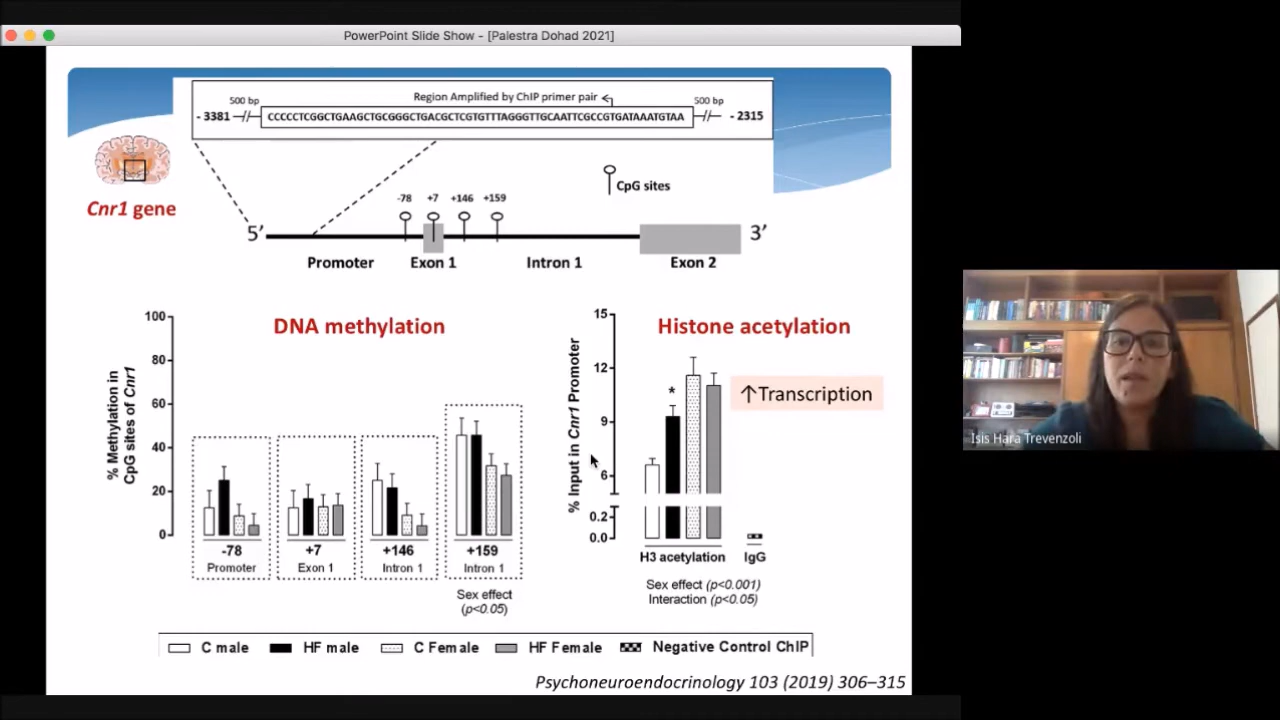 PowerPoint Slide Show - [Palestra Dohad 2021]
Region Amplified by ChIP primer pair
500 bp
500 bp
- 3381
CCCCCTCGGCTGAAGCTGCGGGCTGACGCTCGTGTTTAGGGTTGCAATTCGCCGTGATAAATGTAA
- 2315
CpG sites
Cnr1 gene
-78 +7 +146 +159
5’
3’
Promoter Exon 1 Intron 1 Exon 2
DNA methylation
% Methylation in
CpG sites of Cnr1
100
80
60
40
20
0
-78 +7 +146 +159
Promoter Exon 1 Intron 1 Intron 1
Sex effect
(p<0.05)
Histone acetylation
% Input in Cnr1 Promoter
15
12
9
6
0.2
0.0
*
↑Transcription
H3 acetylation IgG
Sex effect (p<0.001)
Interaction (p<0.05)
C male HF male C Female HF Female Negative Control ChIP
Psychoneuroendocrinology 103 (2019) 306–315
Isis Hara Trevenzoli